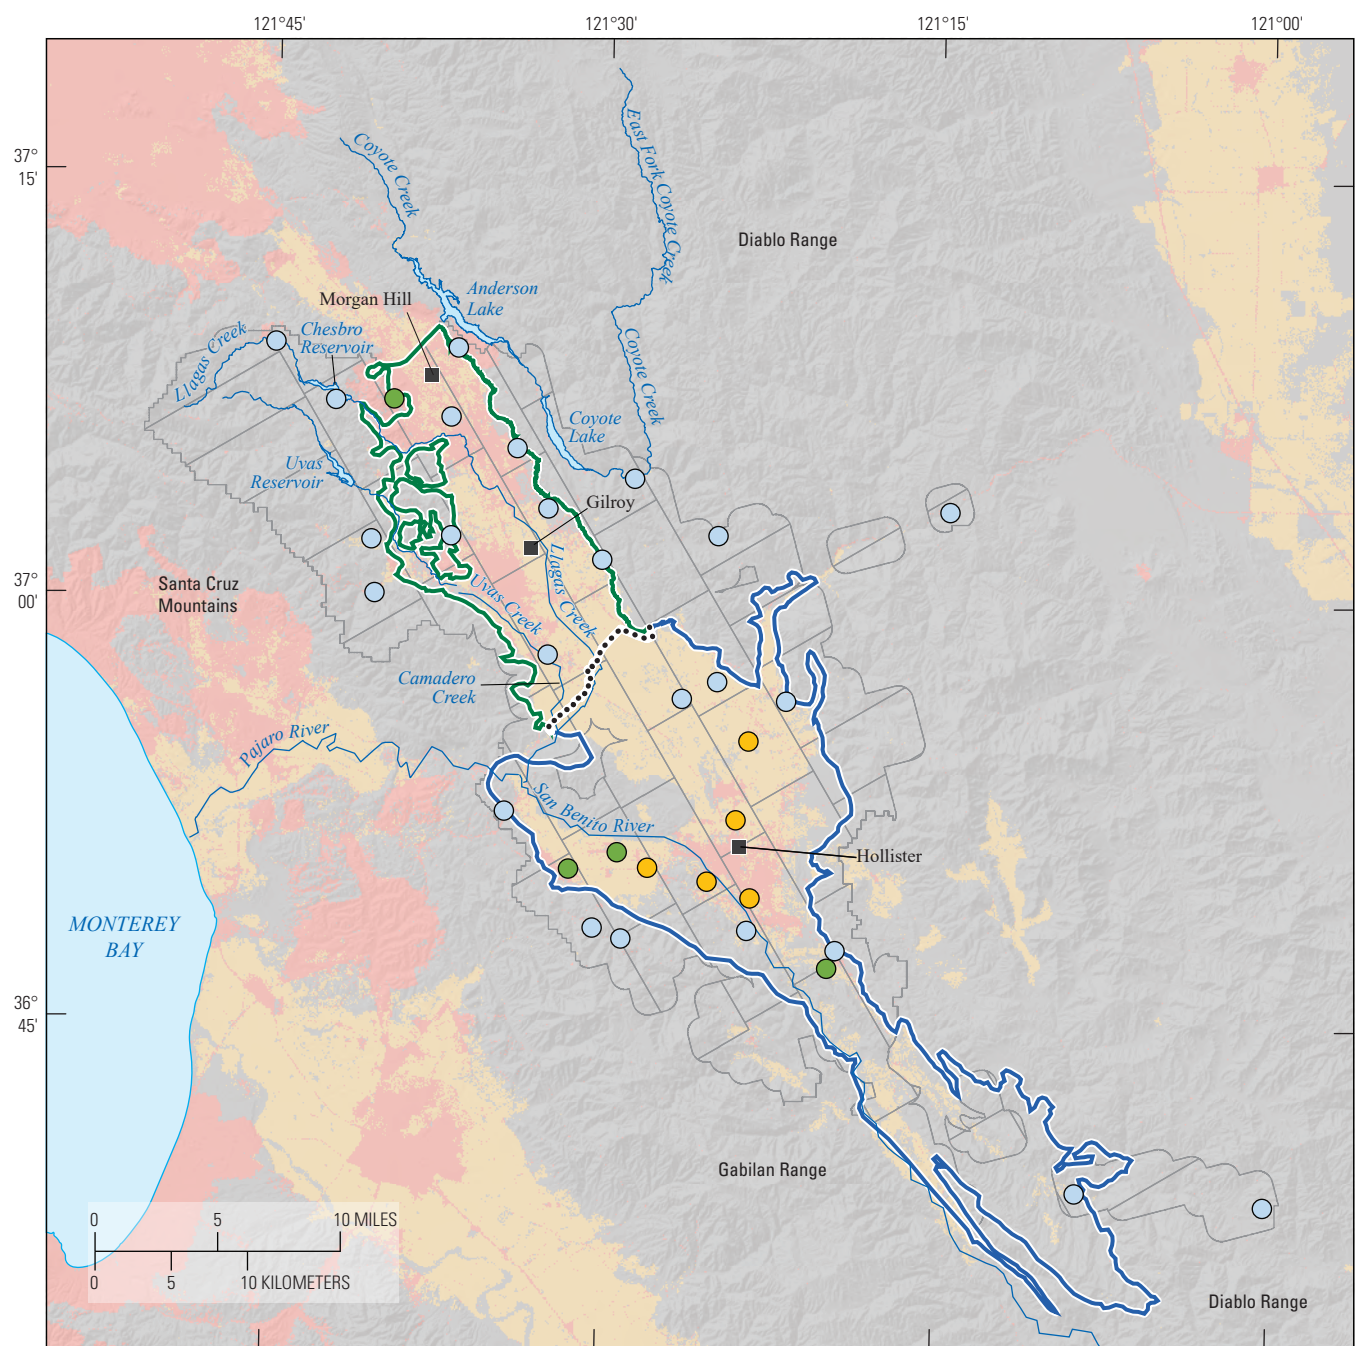 121°45'
121°30'
121°15'
121°00'
37°
15'
Coyote Creek
East Fork Coyote Creek
Diablo Range
Anderson
Lake
Morgan Hill
Chesbro
Reservoir
Llagas Creek
Coyote Creek
Coyote
Lake
Uvas
Reservoir
Gilroy
Llagas Creek
Uvas Creek
37°
00'
Santa Cruz
Mountains
Camadero
Creek
Pajaro River
San Benito River
Hollister
MONTEREY
BAY
36°
45'
Gabilan Range
0 5 10 MILES
0 5 10 KILOMETERS
Diablo Range